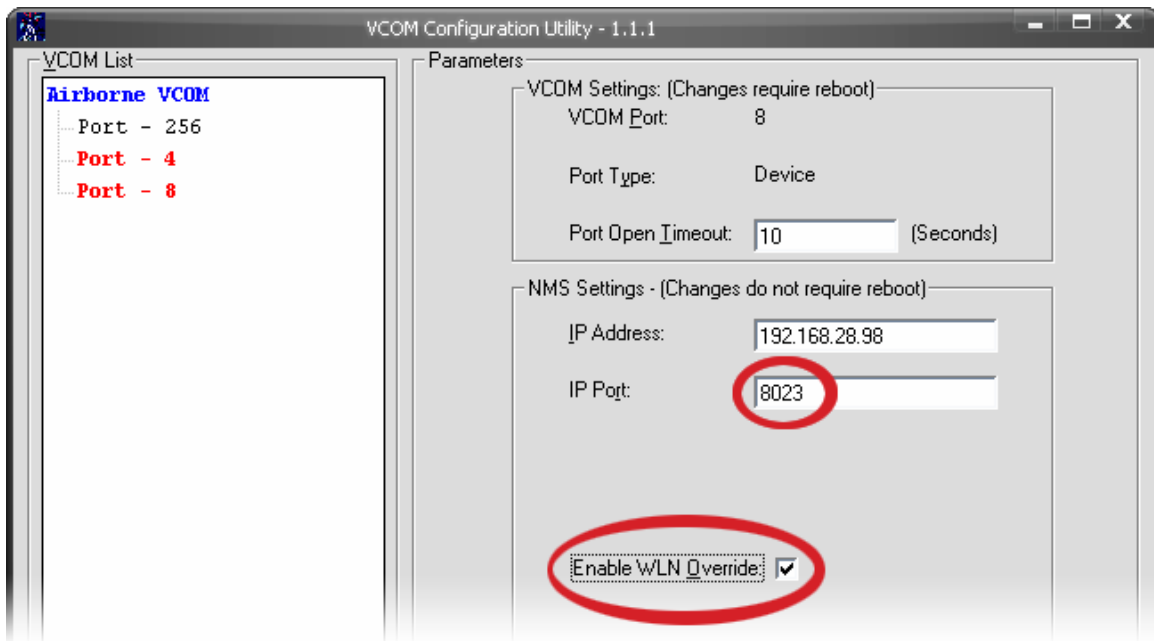 VCOM Configuration Utility - 1.1.1
VCOM List
Airborne VCOM
Port - 256
Port - 4
Port - 8
Parameters
VCOM Settings: (Changes require reboot)
VCOM Port: 8
Port Type: Device
Port Open Timeout: 10 (Seconds)
NMS Settings - (Changes do not require reboot)
IP Address: 192.168.28.98
IP Port: 8023
Enable WLN Override: